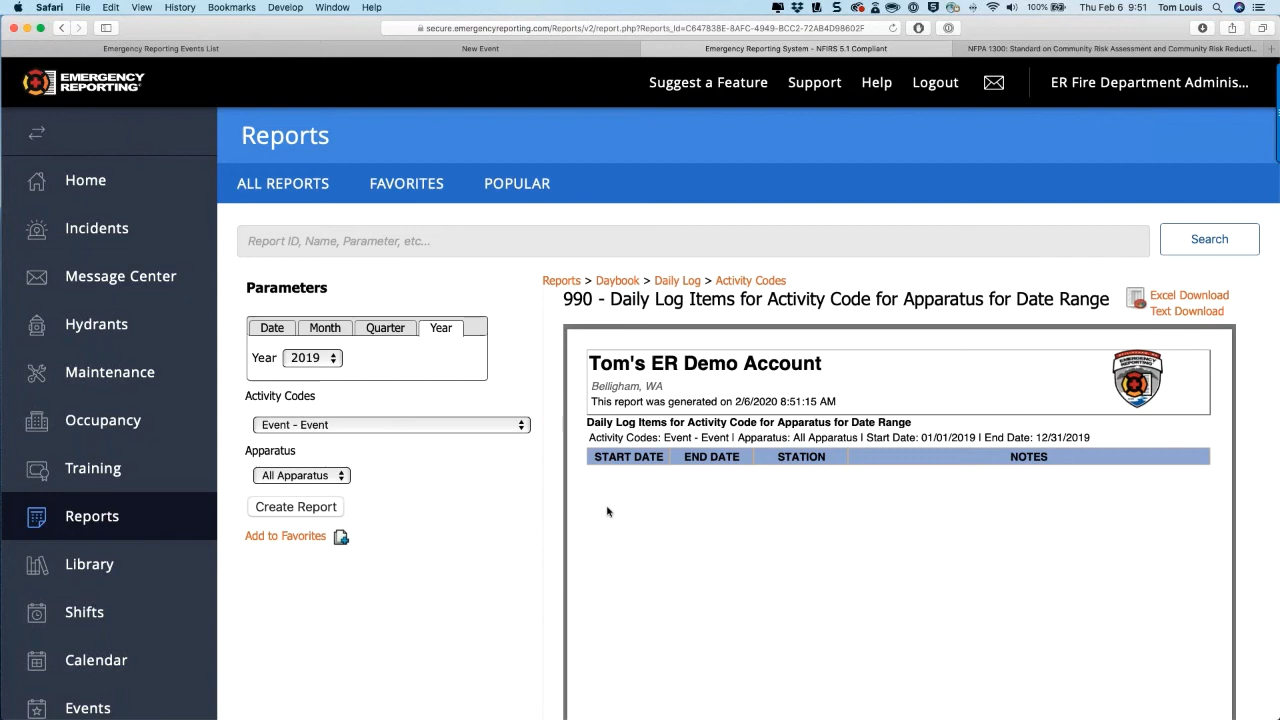 Safari File Edit View History Bookmarks Develop Window Help 100% Thu Feb 6 9:51 Tom Louis
secure.emergencyreporting.com/Reports/v2/report.php?Reports_Id=C647838E-8AFC-4949-BCC2-72AB4D98602F
Emergency Reporting Events List New Event Emergency Reporting System - NFIRS 5.1 Compliant NFPA 1300: Standard on Community Risk Assessment and Community Risk Reducti...
EMERGENCY
REPORTING
Suggest a Feature Support Help Logout ER Fire Department Adminis...
Reports
ALL REPORTS FAVORITES POPULAR
Home
Incidents
Message Center
Hydrants
Maintenance
Occupancy
Training
Reports
Library
Shifts
Calendar
Events
Report ID, Name, Parameter, etc...
Search
Parameters
Date Month Quarter Year
Year 2019
Activity Codes
Event - Event
Apparatus
All Apparatus
Create Report
Add to Favorites
Reports > Daybook > Daily Log > Activity Codes
990 - Daily Log Items for Activity Code for Apparatus for Date Range
Excel Download
Text Download
Tom's ER Demo Account
Belligham, WA
This report was generated on 2/6/2020 8:51:15 AM
Daily Log Items for Activity Code for Apparatus for Date Range
Activity Codes: Event - Event | Apparatus: All Apparatus | Start Date: 01/01/2019 | End Date: 12/31/2019
START DATE END DATE STATION NOTES